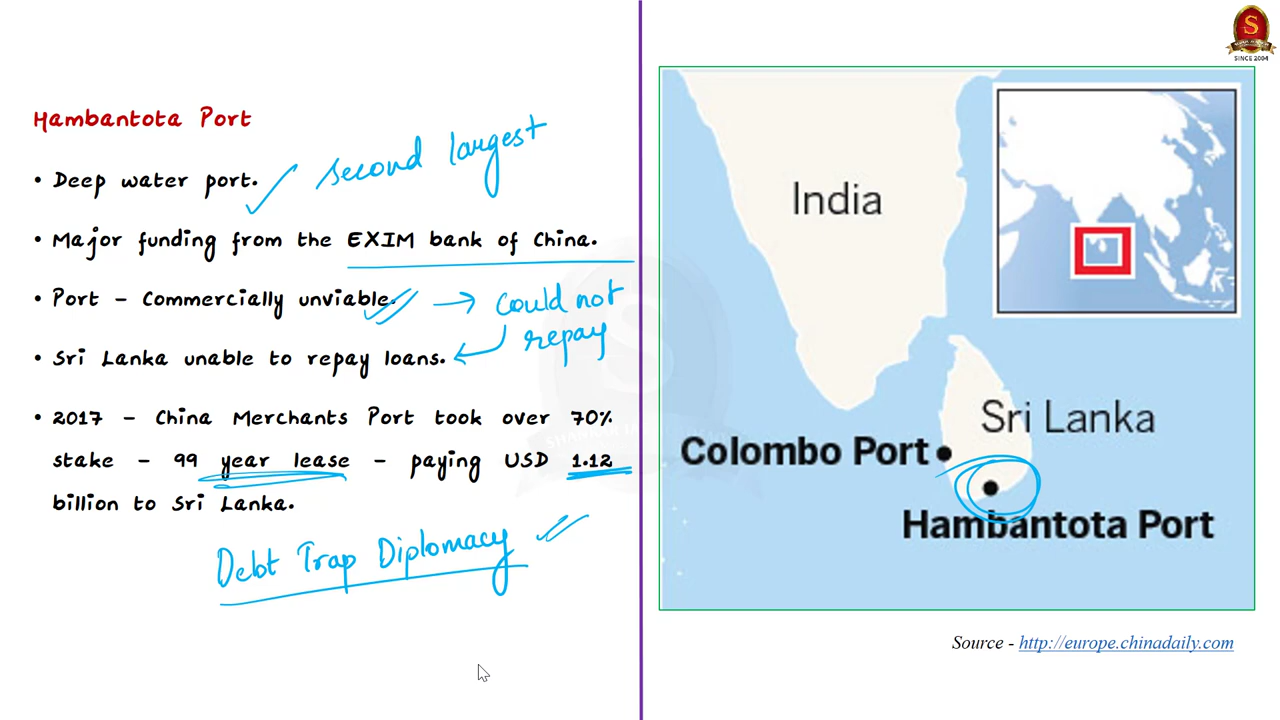 Hambantota Port
• Deep water port.
second largest
• Major funding from the EXIM bank of China.
• Port - Commercially unviable.
could not
repay
• Sri Lanka unable to repay loans.
• 2017 - China Merchants Port took over 70%
stake - 99 year lease - paying USD 1.12
billion to Sri Lanka.
Debt Trap Diplomacy
S
SINCE 2004
India
Sri Lanka
Colombo Port
Hambantota Port
Source - http://europe.chinadaily.com